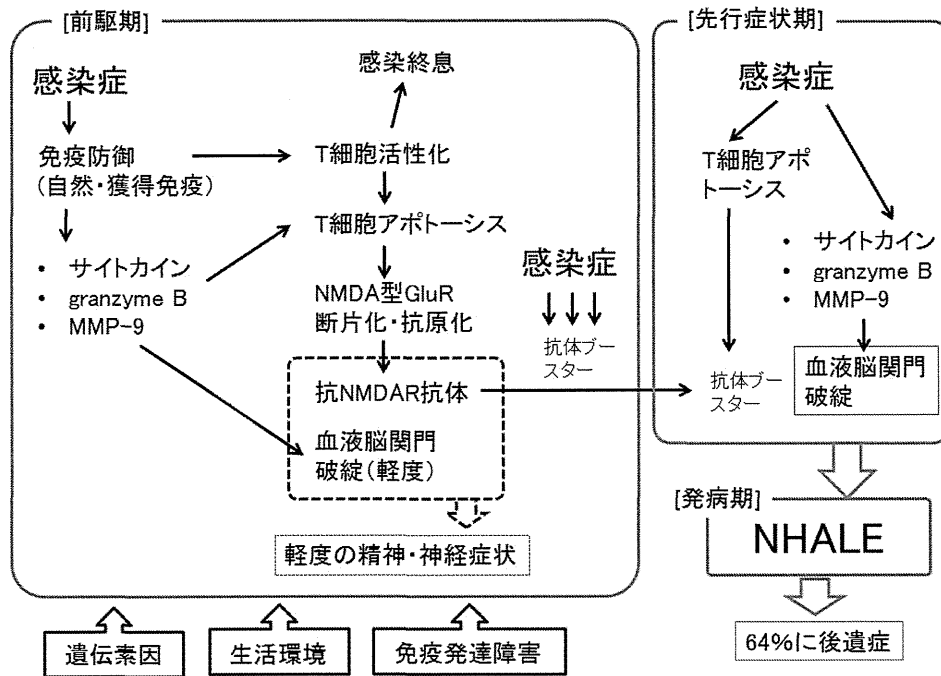 [前駆期]
感染症
免疫防御
(自然・獲得免疫)
• サイトカイン
• granzyme B
• MMP-9
感染終息
T細胞活性化
T細胞アポトーシス
NMDA型GluR
断片化・抗原化
抗NMDAR抗体
血液脳関門
破綻(軽度)
軽度の精神・神経症状
感染症
抗体ブー
スター
遺伝素因
生活環境
免疫発達障害
[先行症状期]
感染症
T細胞アポ
トーシス
• サイトカイン
• granzyme B
• MMP-9
抗体ブー
スター
血液脳関門
破綻
[発病期]
NHALE
64%に後遺症